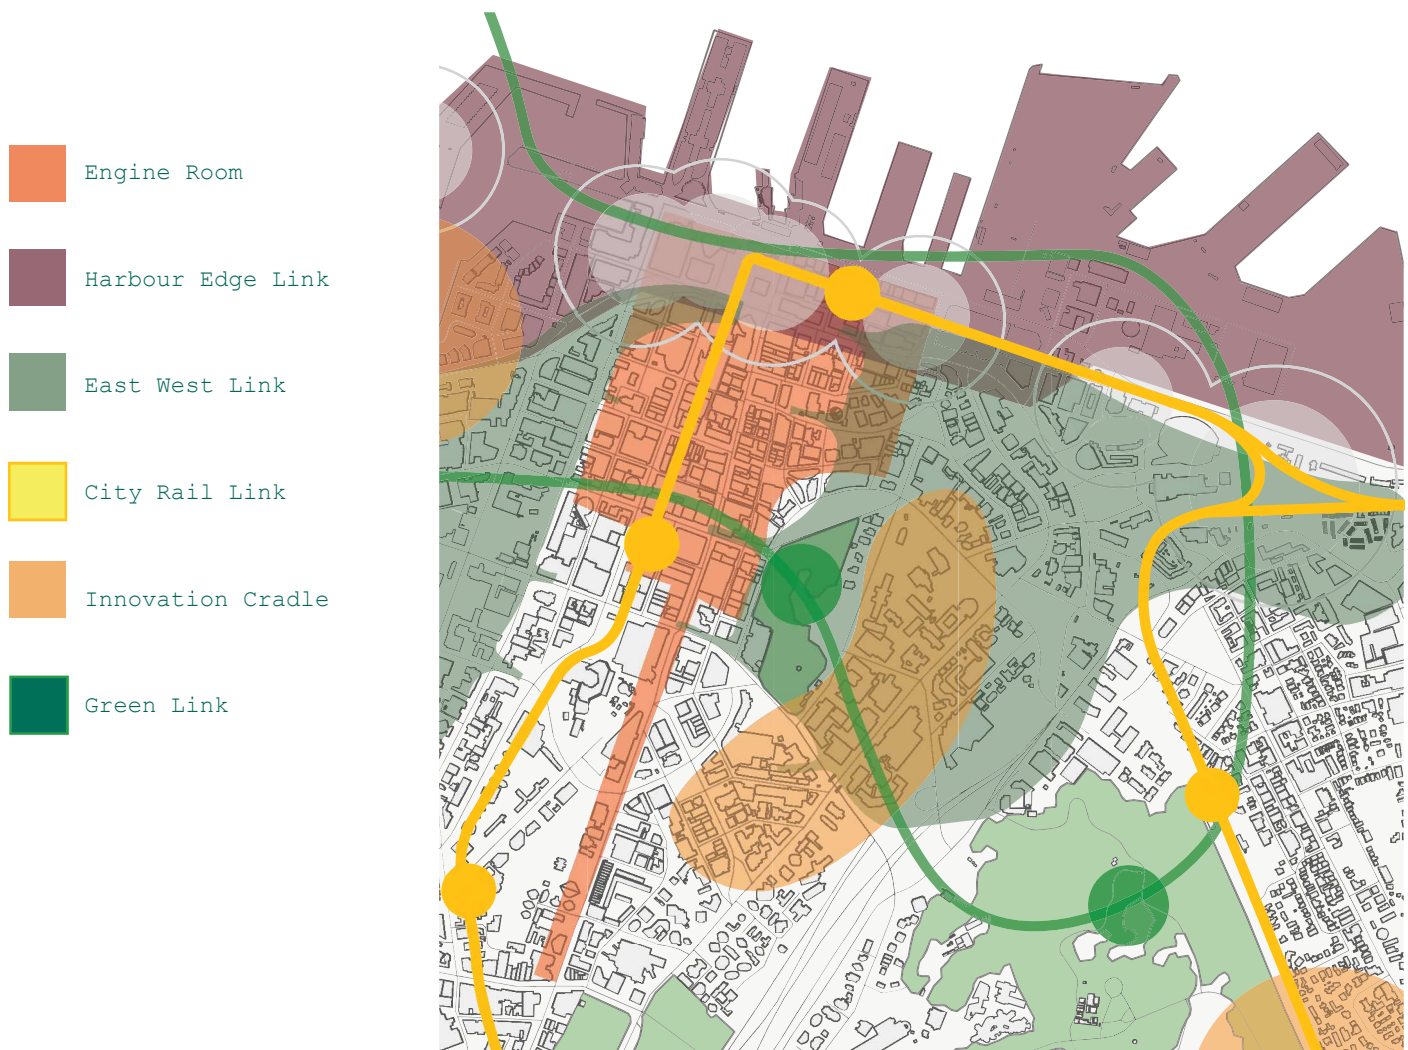 Engine Room
Harbour Edge Link
East West Link
City Rail Link
Innovation Cradle
Green Link